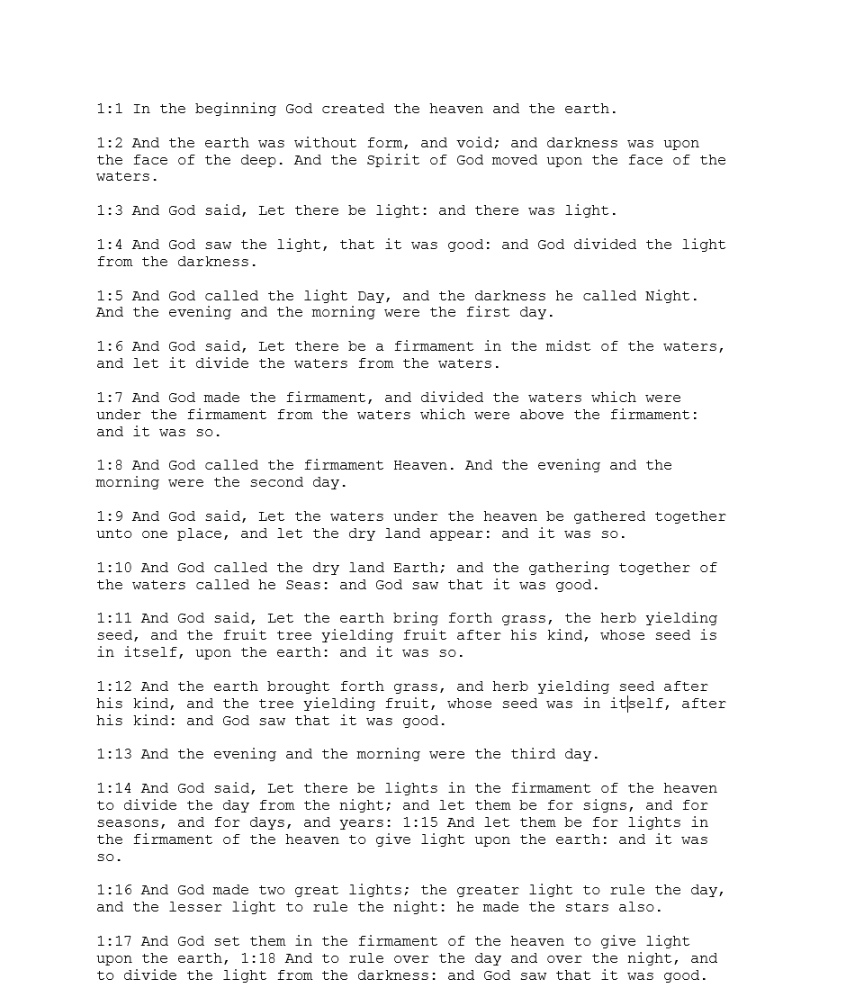 1:1 In the beginning God created the heaven and the earth.
1:2 And the earth was without form, and void; and darkness was upon
the face of the deep. And the Spirit of God moved upon the face of the
waters.
1:3 And God said, Let there be light: and there was light.
1:4 And God saw the light, that it was good: and God divided the light
from the darkness.
1:5 And God called the light Day, and the darkness he called Night.
And the evening and the morning were the first day.
1:6 And God said, Let there be a firmament in the midst of the waters,
and let it divide the waters from the waters.
1:7 And God made the firmament, and divided the waters which were
under the firmament from the waters which were above the firmament:
and it was so.
1:8 And God called the firmament Heaven. And the evening and the
morning were the second day.
1:9 And God said, Let the waters under the heaven be gathered together
unto one place, and let the dry land appear: and it was so.
1:10 And God called the dry land Earth; and the gathering together of
the waters called he Seas: and God saw that it was good.
1:11 And God said, Let the earth bring forth grass, the herb yielding
seed, and the fruit tree yielding fruit after his kind, whose seed is
in itself, upon the earth: and it was so.
1:12 And the earth brought forth grass, and herb yielding seed after
his kind, and the tree yielding fruit, whose seed was in itself, after
his kind: and God saw that it was good.
1:13 And the evening and the morning were the third day.
1:14 And God said, Let there be lights in the firmament of the heaven
to divide the day from the night; and let them be for signs, and for
seasons, and for days, and years: 1:15 And let them be for lights in
the firmament of the heaven to give light upon the earth: and it was
so.
1:16 And God made two great lights; the greater light to rule the day,
and the lesser light to rule the night: he made the stars also.
1:17 And God set them in the firmament of the heaven to give light
upon the earth, 1:18 And to rule over the day and over the night, and
to divide the light from the darkness: and God saw that it was good.